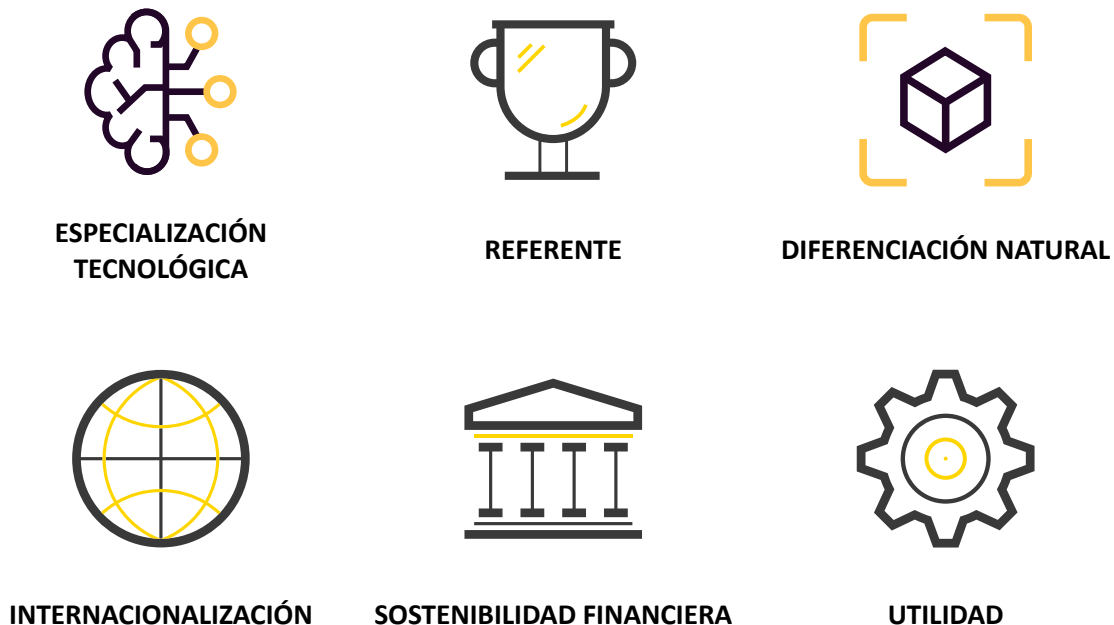 ESPECIALIZACIÓN
TECNOLÓGICA
REFERENTE
DIFERENCIACIÓN NATURAL
INTERNACIONALIZACIÓN
SOSTENIBILIDAD FINANCIERA
UTILIDAD